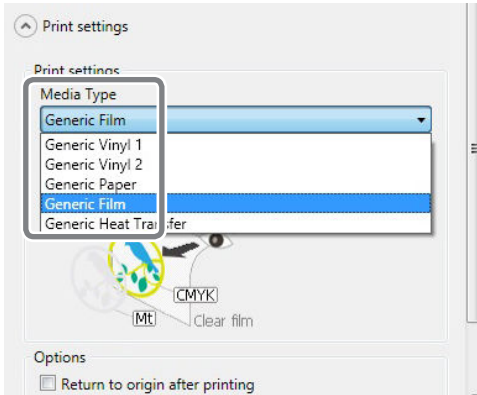 Print settings
Print settings
Media Type
Generic Film
Generic Vinyl 1
Generic Vinyl 2
Generic Paper
Generic Film
Generic Heat Transfer
CMYK
Mt
Clear film
Options
Return to origin after printing